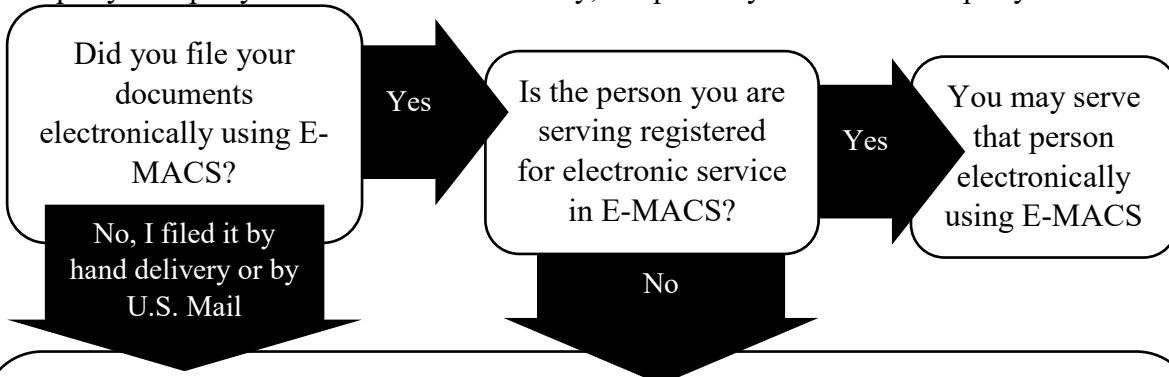 Did you file your
documents
electronically using E-
MACS?
Yes
Is the person you are
serving registered
for electronic service
in E-MACS?
Yes
You may serve
that person
electronically
using E-MACS
No, I filed it by
hand delivery or by
U.S. Mail
No